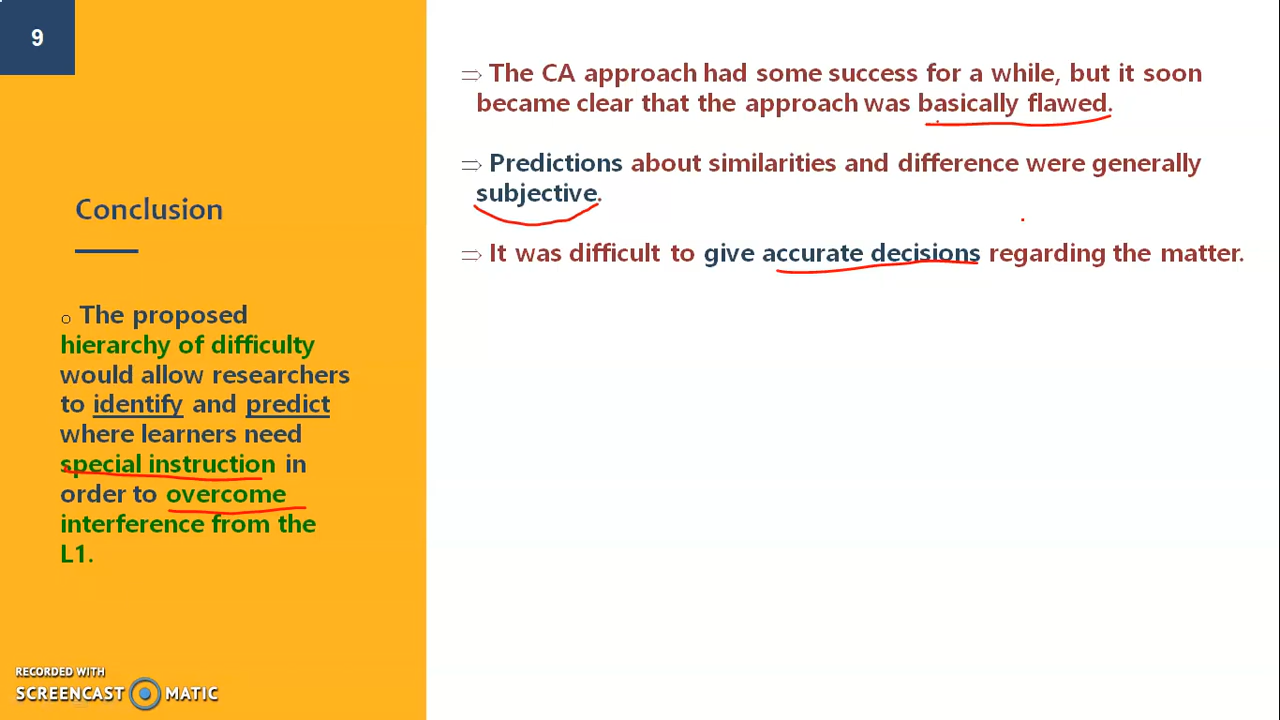 9
Conclusion
o The proposed
hierarchy of difficulty
would allow researchers
to identify and predict
where learners need
special instruction in
order to overcome
interference from the
L1.
⇒ The CA approach had some success for a while, but it soon
became clear that the approach was basically flawed.
⇒ Predictions about similarities and difference were generally
subjective.
⇒ It was difficult to give accurate decisions regarding the matter.
RECORDED WITH
SCREENCAST MATIC